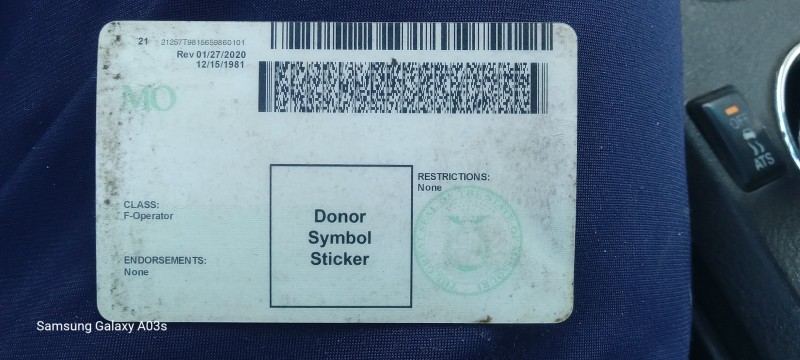 21 21257T9815659860101
Rev 01/27/2020
12/15/1981
MO
RESTRICTIONS:
None
CLASS:
F-Operator
Donor
Symbol
Sticker
ENDORSEMENTS:
None
OFF
ATS
Samsung Galaxy A03s